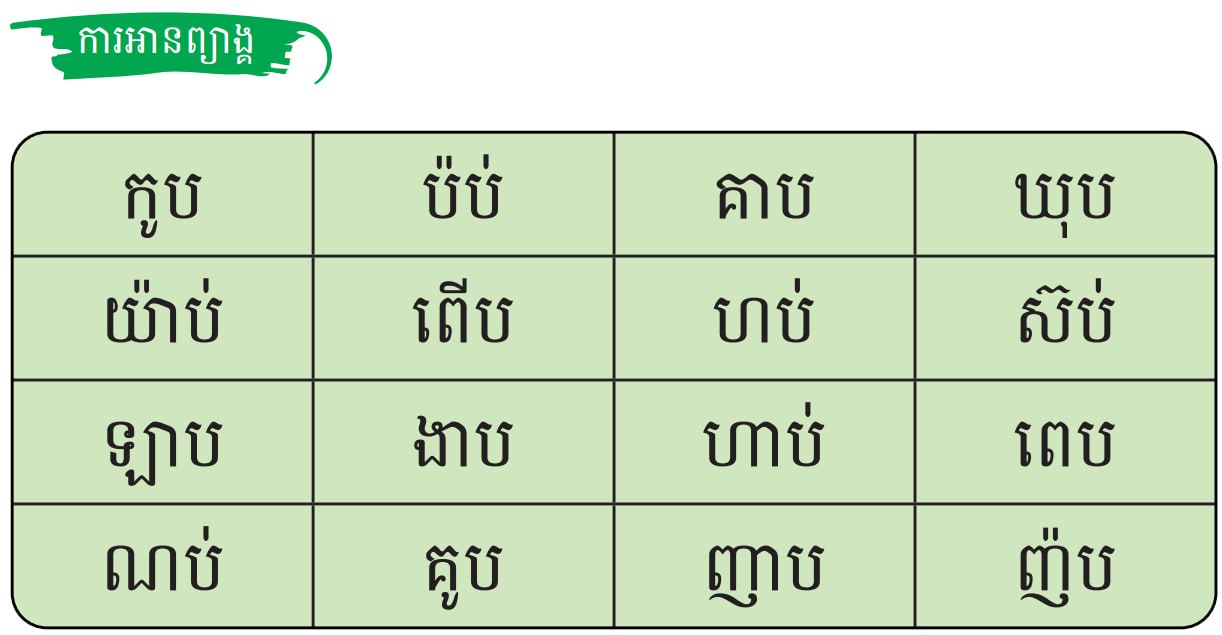 ការអានព្យាង្គ
កូប ប៉ប់ គាប ឃុប
យ៉ាប់ ពើប ហប់ ស៊ប់
ឡាប ងាប ហាប់ ពេប
ណប់ គូប ញាប ញ៉ប